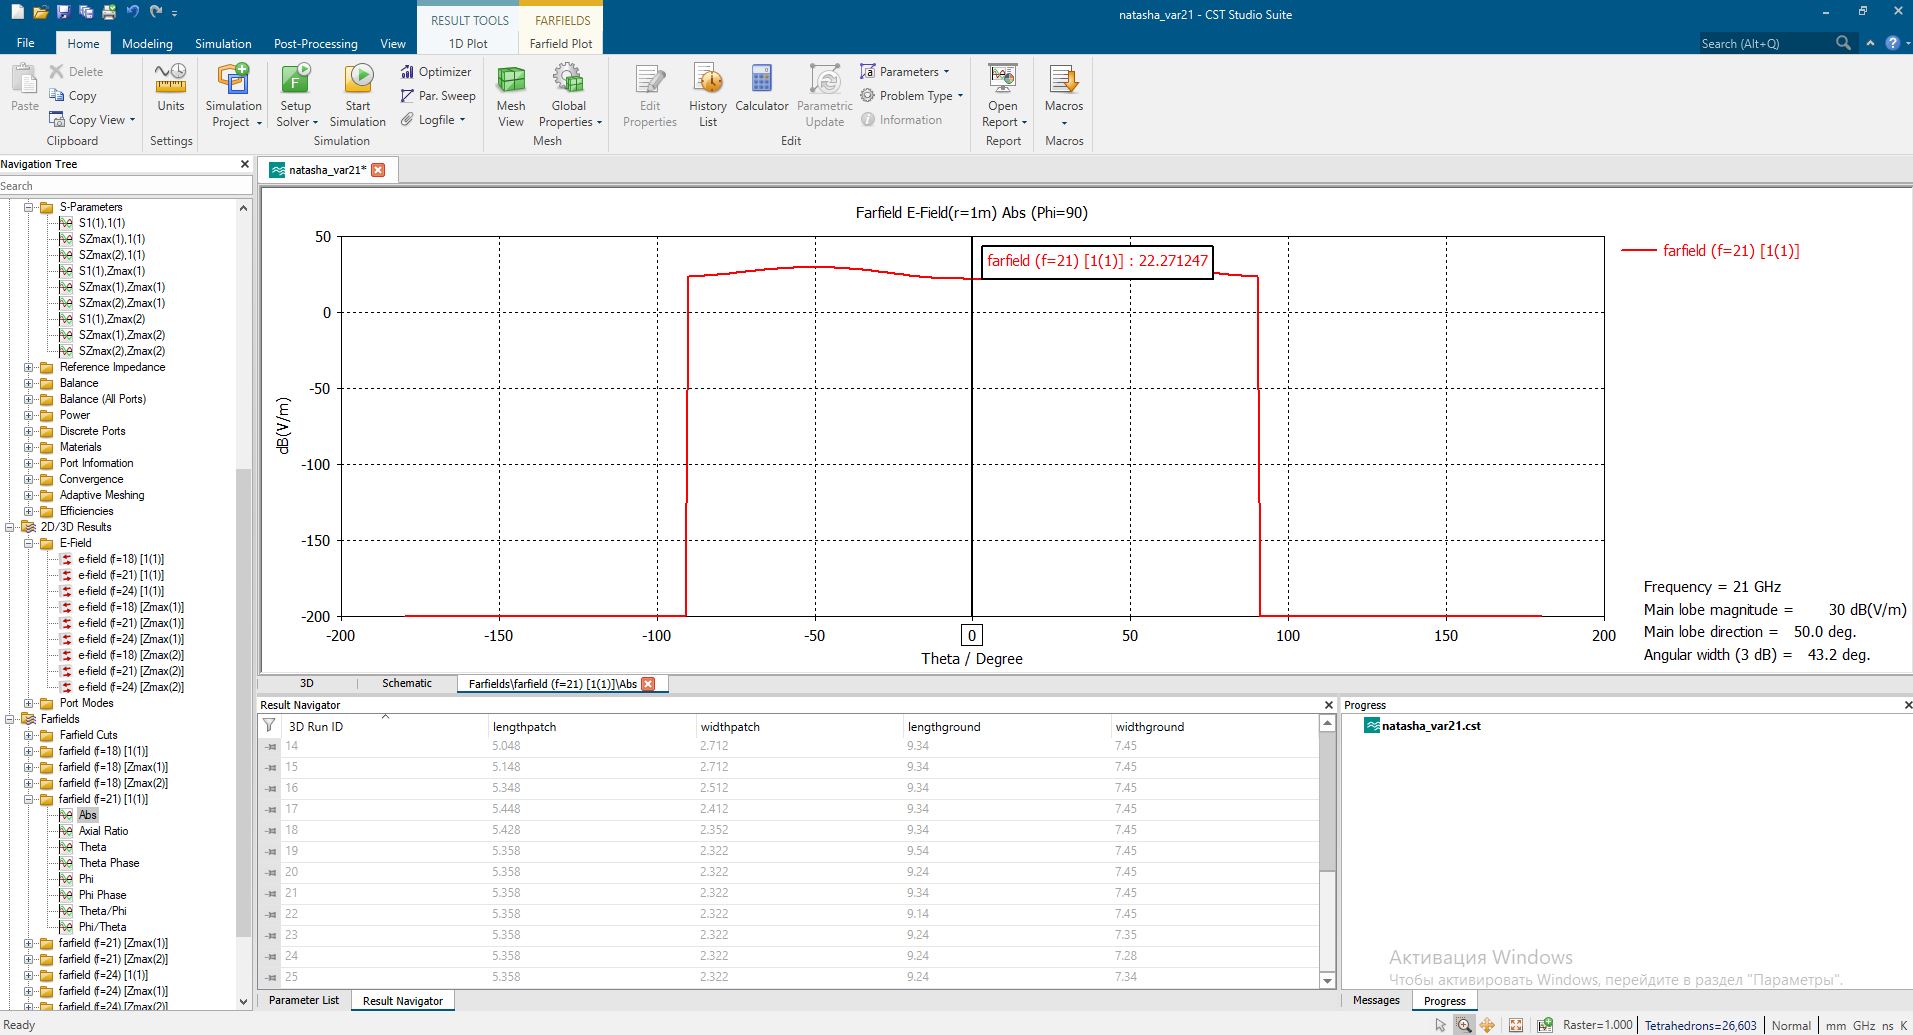 RESULT TOOLS
FARFIELDS
natasha_var21 - CST Studio Suite
File
Home
Modeling
Simulation
Post-Processing
View
1D Plot
Farfield Plot
Search (Alt+Q)
Paste
Delete
Copy
Copy View
Clipboard
Units
Settings
Simulation Project
Setup Solver
Start Simulation
Optimizer
Par. Sweep
Logfile
Simulation
Mesh View
Global Properties
Mesh
Edit Properties
History List
Calculator
Parametric Update
Parameters
Problem Type
Information
Edit
Open Report
Report
Macros
Macros
Navigation Tree
Search
S-Parameters
S1(1),1(1)
SZmax(1),1(1)
SZmax(2),1(1)
S1(1),Zmax(1)
SZmax(1),Zmax(1)
SZmax(2),Zmax(1)
S1(1),Zmax(2)
SZmax(1),Zmax(2)
SZmax(2),Zmax(2)
Reference Impedance
Balance
Balance (All Ports)
Power
Discrete Ports
Materials
Port Information
Convergence
Adaptive Meshing
Efficiencies
2D/3D Results
E-Field
e-field (f=18) [1(1)]
e-field (f=21) [1(1)]
e-field (f=24) [1(1)]
e-field (f=18) [Zmax(1)]
e-field (f=21) [Zmax(1)]
e-field (f=24) [Zmax(1)]
e-field (f=18) [Zmax(2)]
e-field (f=21) [Zmax(2)]
e-field (f=24) [Zmax(2)]
Port Modes
Farfields
Farfield Cuts
farfield (f=18) [1(1)]
farfield (f=18) [Zmax(1)]
farfield (f=18) [Zmax(2)]
farfield (f=21) [1(1)]
Abs
Axial Ratio
Theta
Theta Phase
Phi
Phi Phase
Theta/Phi
Phi/Theta
farfield (f=21) [Zmax(1)]
farfield (f=21) [Zmax(2)]
farfield (f=24) [1(1)]
farfield (f=24) [Zmax(1)]
farfield (f=24) [Zmax(2)]
natasha_var21*
Farfield E-Field(r=1m) Abs (Phi=90)
farfield (f=21) [1(1)] : 22.271247
farfield (f=21) [1(1)]
50
0
-50
-100
-150
-200
dB(V/m)
-200
-150
-100
-50
0
50
100
150
200
Theta / Degree
Frequency = 21 GHz
Main lobe magnitude = 30 dB(V/m)
Main lobe direction = 50.0 deg.
Angular width (3 dB) = 43.2 deg.
3D
Schematic
Farfields\farfield (f=21) [1(1)]\Abs
Result Navigator
3D Run ID lengthpatch widthpatch lengthground widthground
14 5.048 2.712 9.34 7.45
15 5.148 2.712 9.34 7.45
16 5.348 2.512 9.34 7.45
17 5.448 2.412 9.34 7.45
18 5.428 2.352 9.34 7.45
19 5.358 2.322 9.54 7.45
20 5.358 2.322 9.24 7.45
21 5.358 2.322 9.34 7.45
22 5.358 2.322 9.14 7.45
23 5.358 2.322 9.24 7.35
24 5.358 2.322 9.24 7.28
25 5.358 2.322 9.24 7.34
Parameter List
Result Navigator
Progress
natasha_var21.cst
Активация Windows
Чтобы активировать Windows, перейдите в раздел "Параметры".
Messages
Progress
Ready
Raster=1.000
Tetrahedrons=26,603
Normal
mm GHz ns K